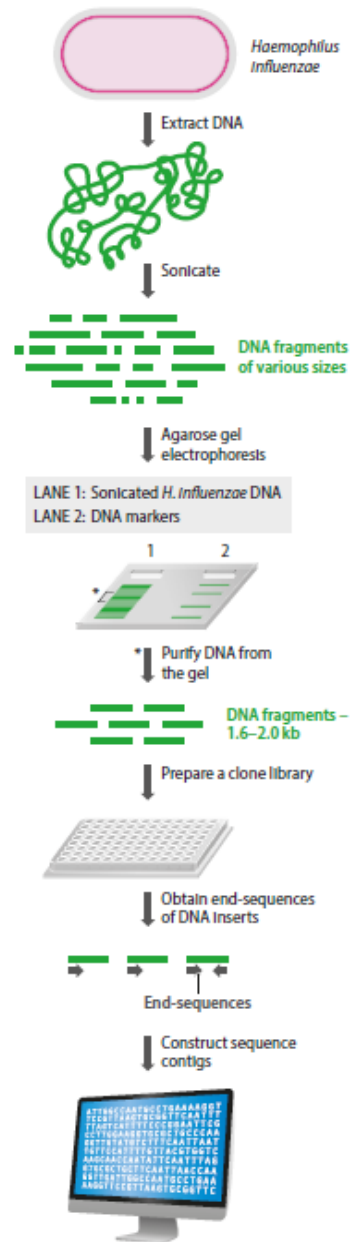 Haemophilus
influenzae
Extract DNA
Sonicate
DNA fragments
of various sizes
Agarose gel
electrophoresis
LANE 1: Sonicated H. influenzae DNA
LANE 2: DNA markers
1 2
*
* Purify DNA from
the gel
DNA fragments –
1.6–2.0 kb
Prepare a clone library
Obtain end-sequences
of DNA inserts
End-sequences
Construct sequence
contigs